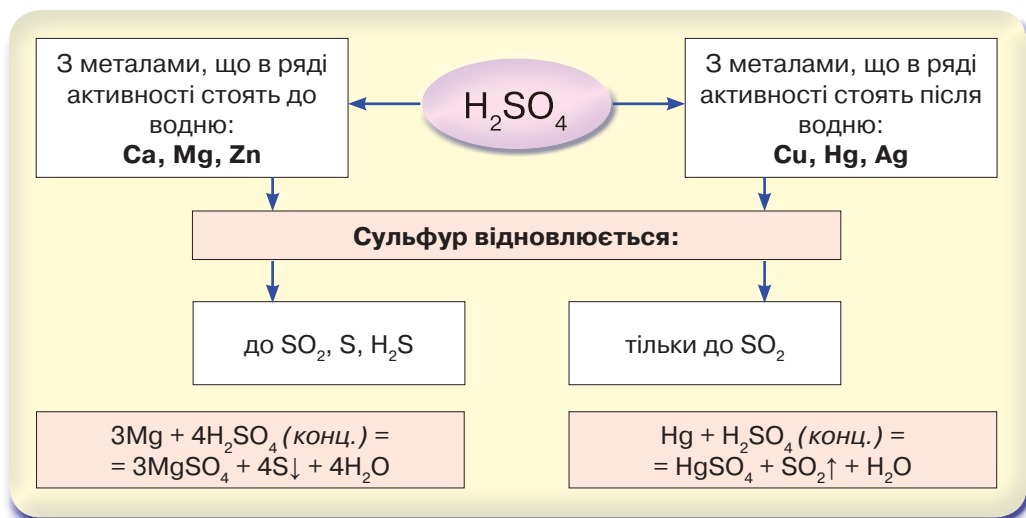 З металами, що в ряді
активності стоять до
водню:
Ca, Mg, Zn
H₂SO₄
З металами, що в ряді
активності стоять після
водню:
Cu, Hg, Ag
Сульфур відновлюється:
до SO₂, S, H₂S
тільки до SO₂
3Mg + 4H₂SO₄ (конц.) =
= 3MgSO₄ + 4S↓ + 4H₂O
Hg + H₂SO₄ (конц.) =
= HgSO₄ + SO₂↑ + H₂O